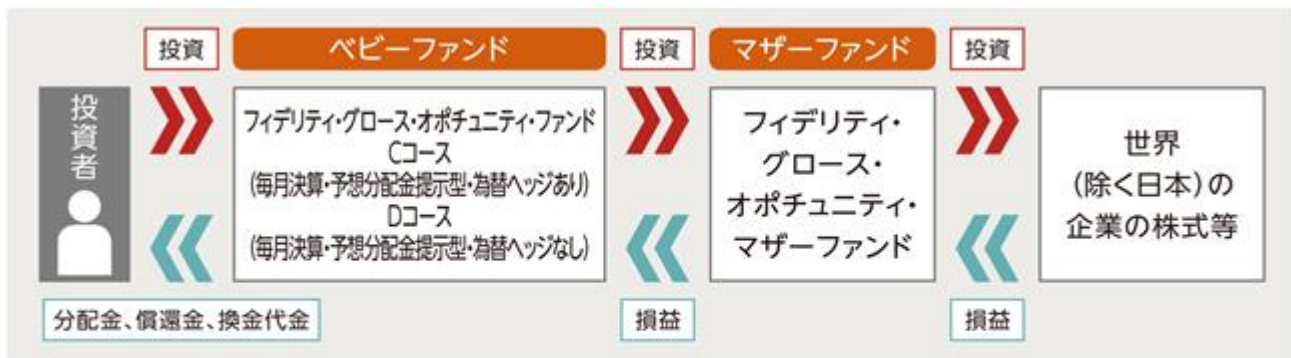 投資
ベビーファンド
投資
マザーファンド
投資
投資者
フィデリティ・グロース・オポチュニティ・ファンド
Cコース
(毎月決算・予想分配金提示型・為替ヘッジあり)
Dコース
(毎月決算・予想分配金提示型・為替ヘッジなし)
フィデリティ・
グロース・
オポチュニティ・
マザーファンド
世界
(除く日本)の
企業の株式等
分配金、償還金、換金代金
損益
損益